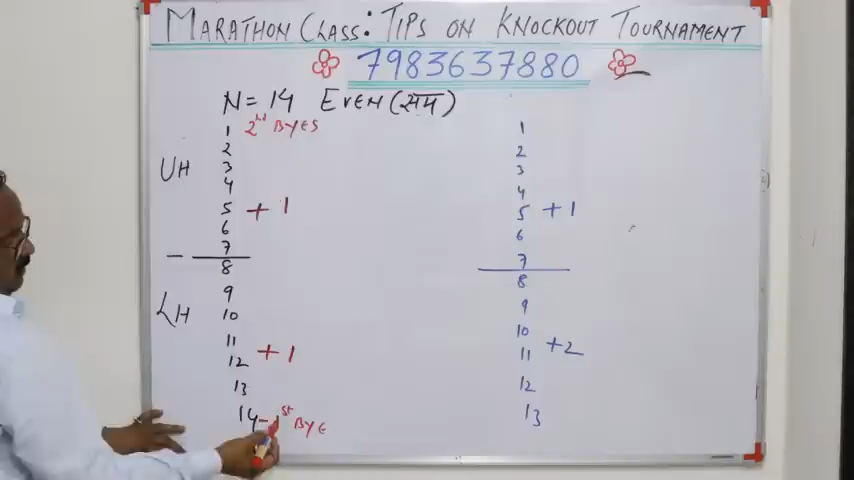 MARATHON CLASS: TIPS ON KNOCKOUT TOURNAMENT
7983637880
N = 14 EVEN (सम)
UH
1 2nd BYES
2
3
4
5 + 1
6
7
LH
8
9
10
11
12 + 1
13
14 - 1st BYE
1
2
3
4
5 + 1
6
7
8
9
10
11 +2
12
13